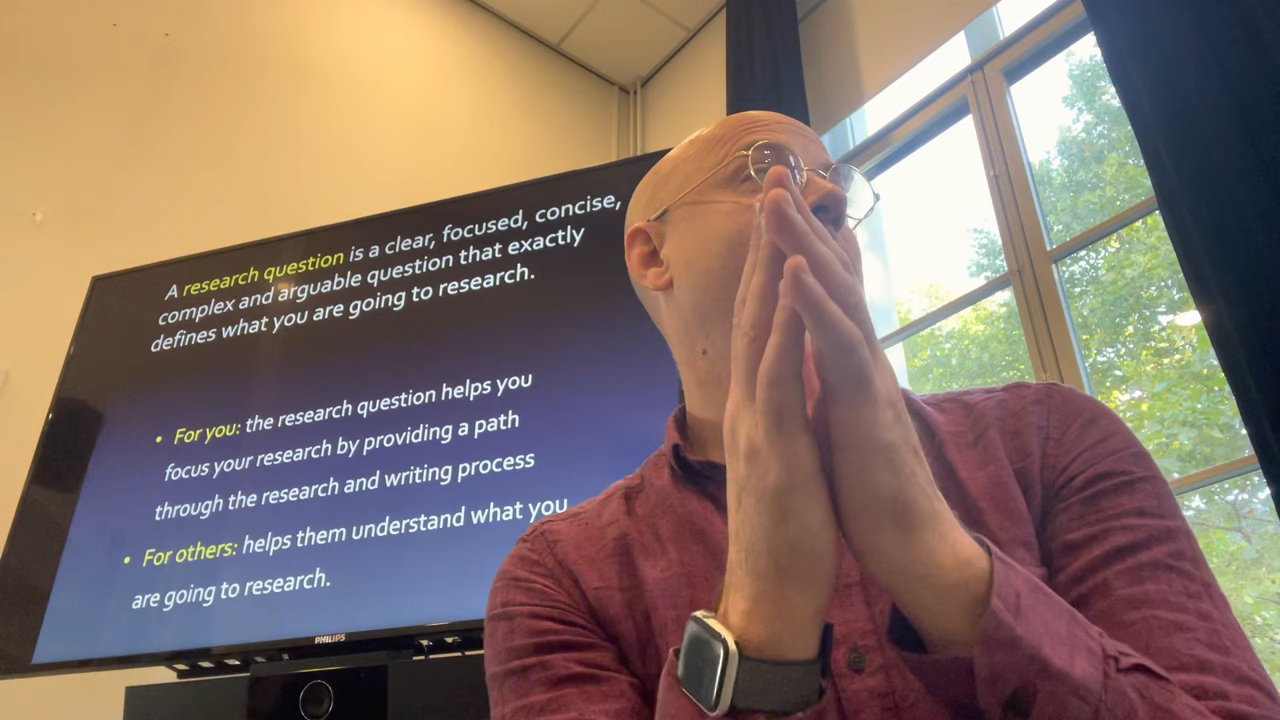 A research question is a clear, focused, concise,
complex and arguable question that exactly
defines what you are going to research.
• For you: the research question helps you
focus your research by providing a path
through the research and writing process
• For others: helps them understand what you
are going to research.
PHILIPS